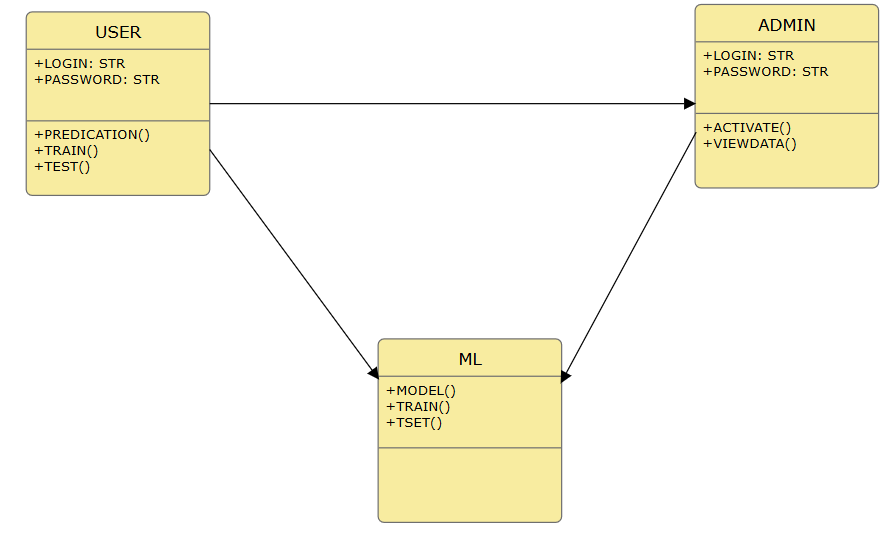 USER
+LOGIN: STR
+PASSWORD: STR
+PREDICATION()
+TRAIN()
+TEST()
ADMIN
+LOGIN: STR
+PASSWORD: STR
+ACTIVATE()
+VIEWDATA()
ML
+MODEL()
+TRAIN()
+TSET()